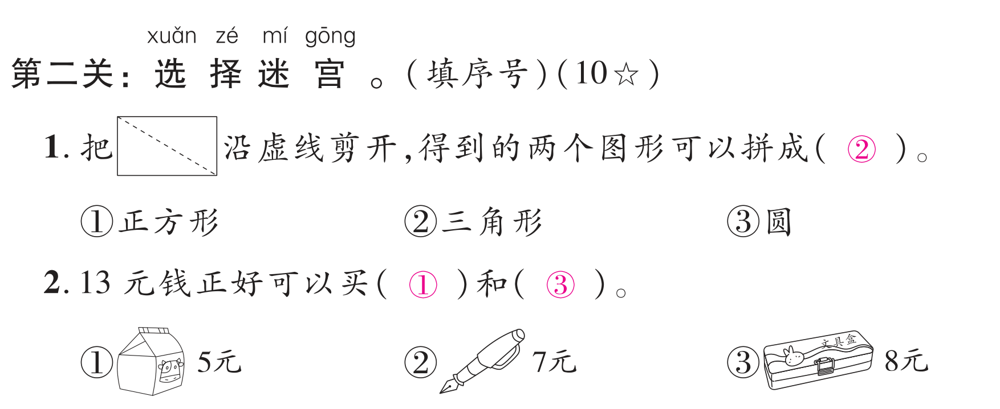 xuǎn zé mí gōng
第二关：选择迷宫。(填序号)(10☆)
1. 把沿虚线剪开,得到的两个图形可以拼成( ② )。
①正方形 ②三角形 ③圆
2. 13 元钱正好可以买( ① )和( ③ )。
① 5元 ② 7元 ③ 文具盒 8元